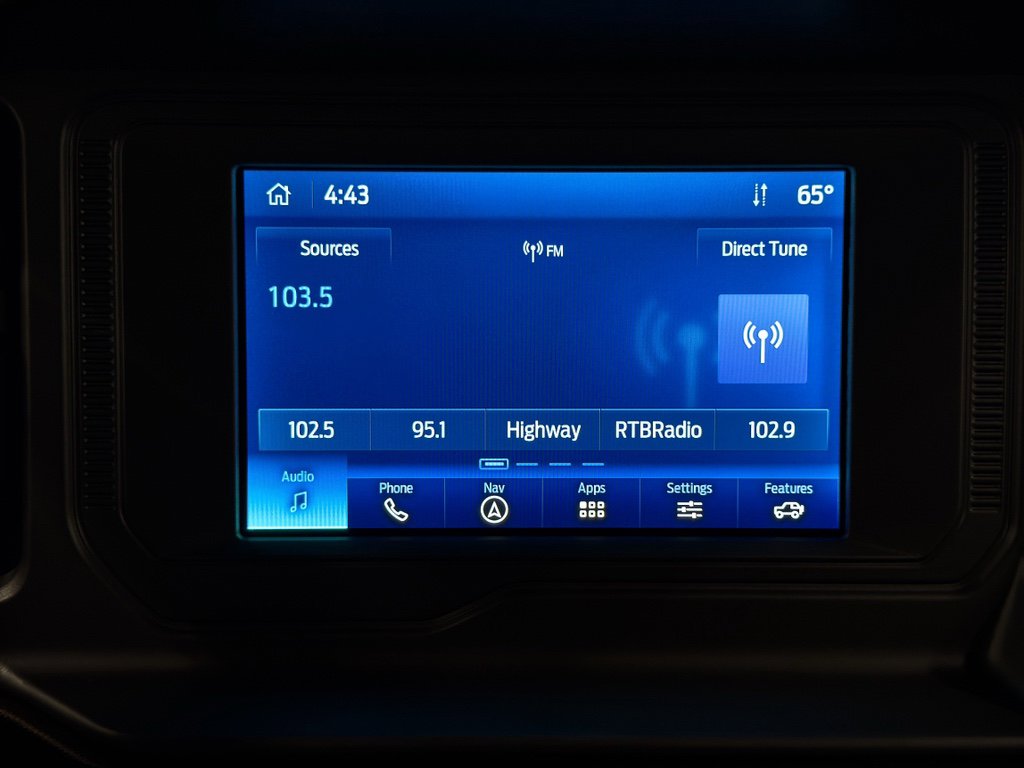 4:43
65°
Sources
FM
Direct Tune
103.5
102.5
95.1
Highway
RTBRadio
102.9
Audio
Phone
Nav
Apps
Settings
Features